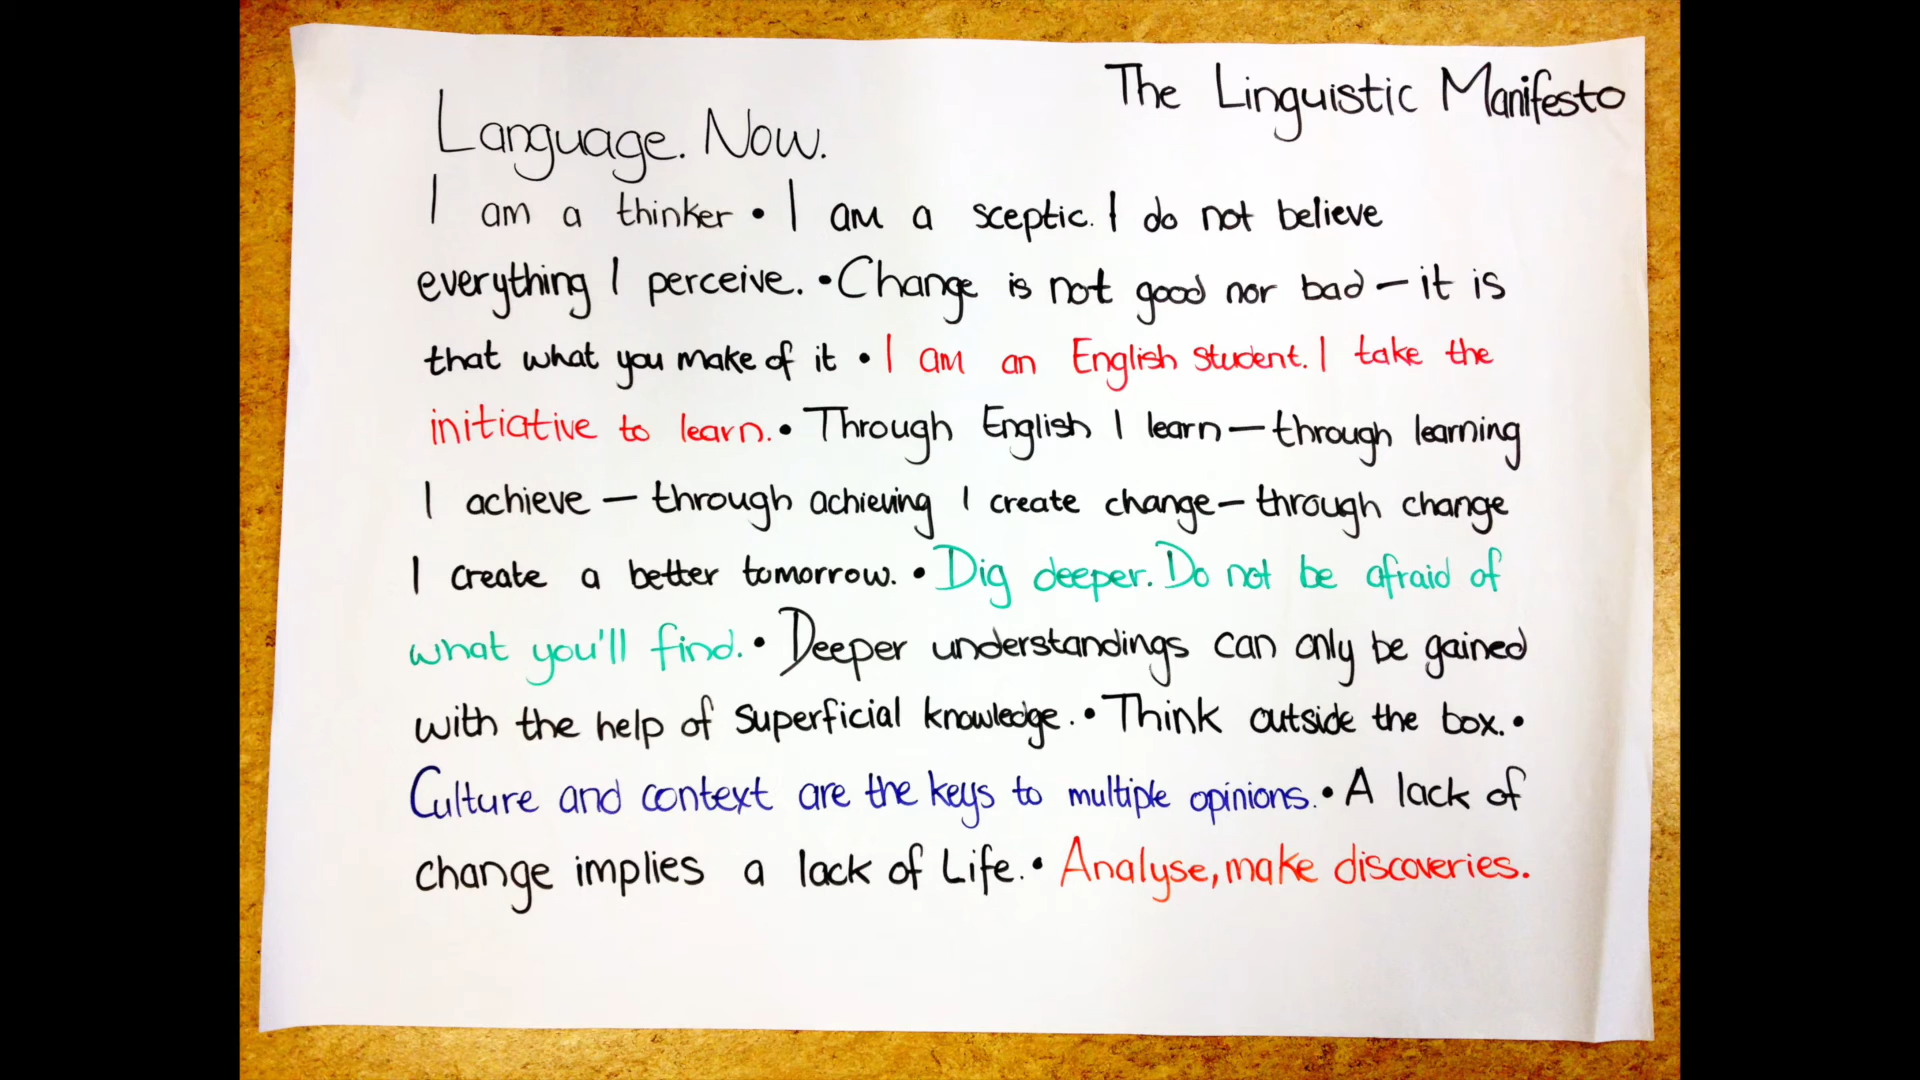 The Linguistic Manifesto
Language. Now.
I am a thinker • I am a sceptic. I do not believe
everything I perceive. • Change is not good nor bad – it is
that what you make of it • I am an English student. I take the
initiative to learn. • Through English I learn – through learning
I achieve – through achieving I create change – through change
I create a better tomorrow. • Dig deeper. Do not be afraid of
what you'll find. • Deeper understandings can only be gained
with the help of superficial knowledge. • Think outside the box. •
Culture and context are the keys to multiple opinions. • A lack of
change implies a lack of Life. • Analyse, make discoveries.